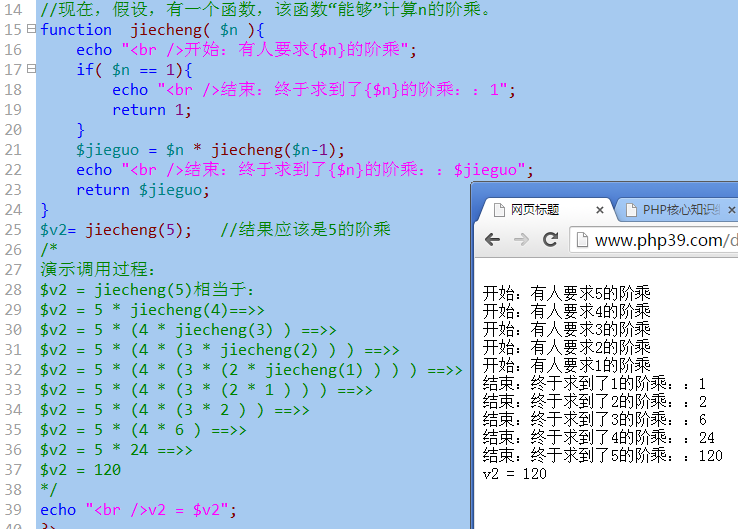 14 //现在，假设，有一个函数，该函数“能够”计算n的阶乘。
15 function  jiecheng( $n ){
16     echo "<br />开始：有人要求{$n}的阶乘";
17     if( $n == 1){
18         echo "<br />结束：终于求到了{$n}的阶乘：：1";
19         return 1;
20     }
21     $jieguo = $n * jiecheng($n-1);
22     echo "<br />结束：终于求到了{$n}的阶乘：：$jieguo";
23     return $jieguo;
24 }
25 $v2= jiecheng(5);   //结果应该是5的阶乘
26 /*
27 演示调用过程：
28 $v2 = jiecheng(5)相当于：
29 $v2 = 5 * jiecheng(4)==>>
30 $v2 = 5 * (4 * jiecheng(3) ) ==>>
31 $v2 = 5 * (4 * (3 * jiecheng(2) ) ) ==>>
32 $v2 = 5 * (4 * (3 * (2 * jiecheng(1) ) ) ) ==>>
33 $v2 = 5 * (4 * (3 * (2 * 1 ) ) ) ==>>
34 $v2 = 5 * (4 * (3 * 2 ) ) ==>>
35 $v2 = 5 * (4 * 6 ) ==>>
36 $v2 = 5 * 24 ==>>
37 $v2 = 120
38 */
39 echo "<br />v2 = $v2";
40 ?>
网页标题
PHP核心知识
www.php39.com/d
开始：有人要求5的阶乘
开始：有人要求4的阶乘
开始：有人要求3的阶乘
开始：有人要求2的阶乘
开始：有人要求1的阶乘
结束：终于求到了1的阶乘：：1
结束：终于求到了2的阶乘：：2
结束：终于求到了3的阶乘：：6
结束：终于求到了4的阶乘：：24
结束：终于求到了5的阶乘：：120
v2 = 120